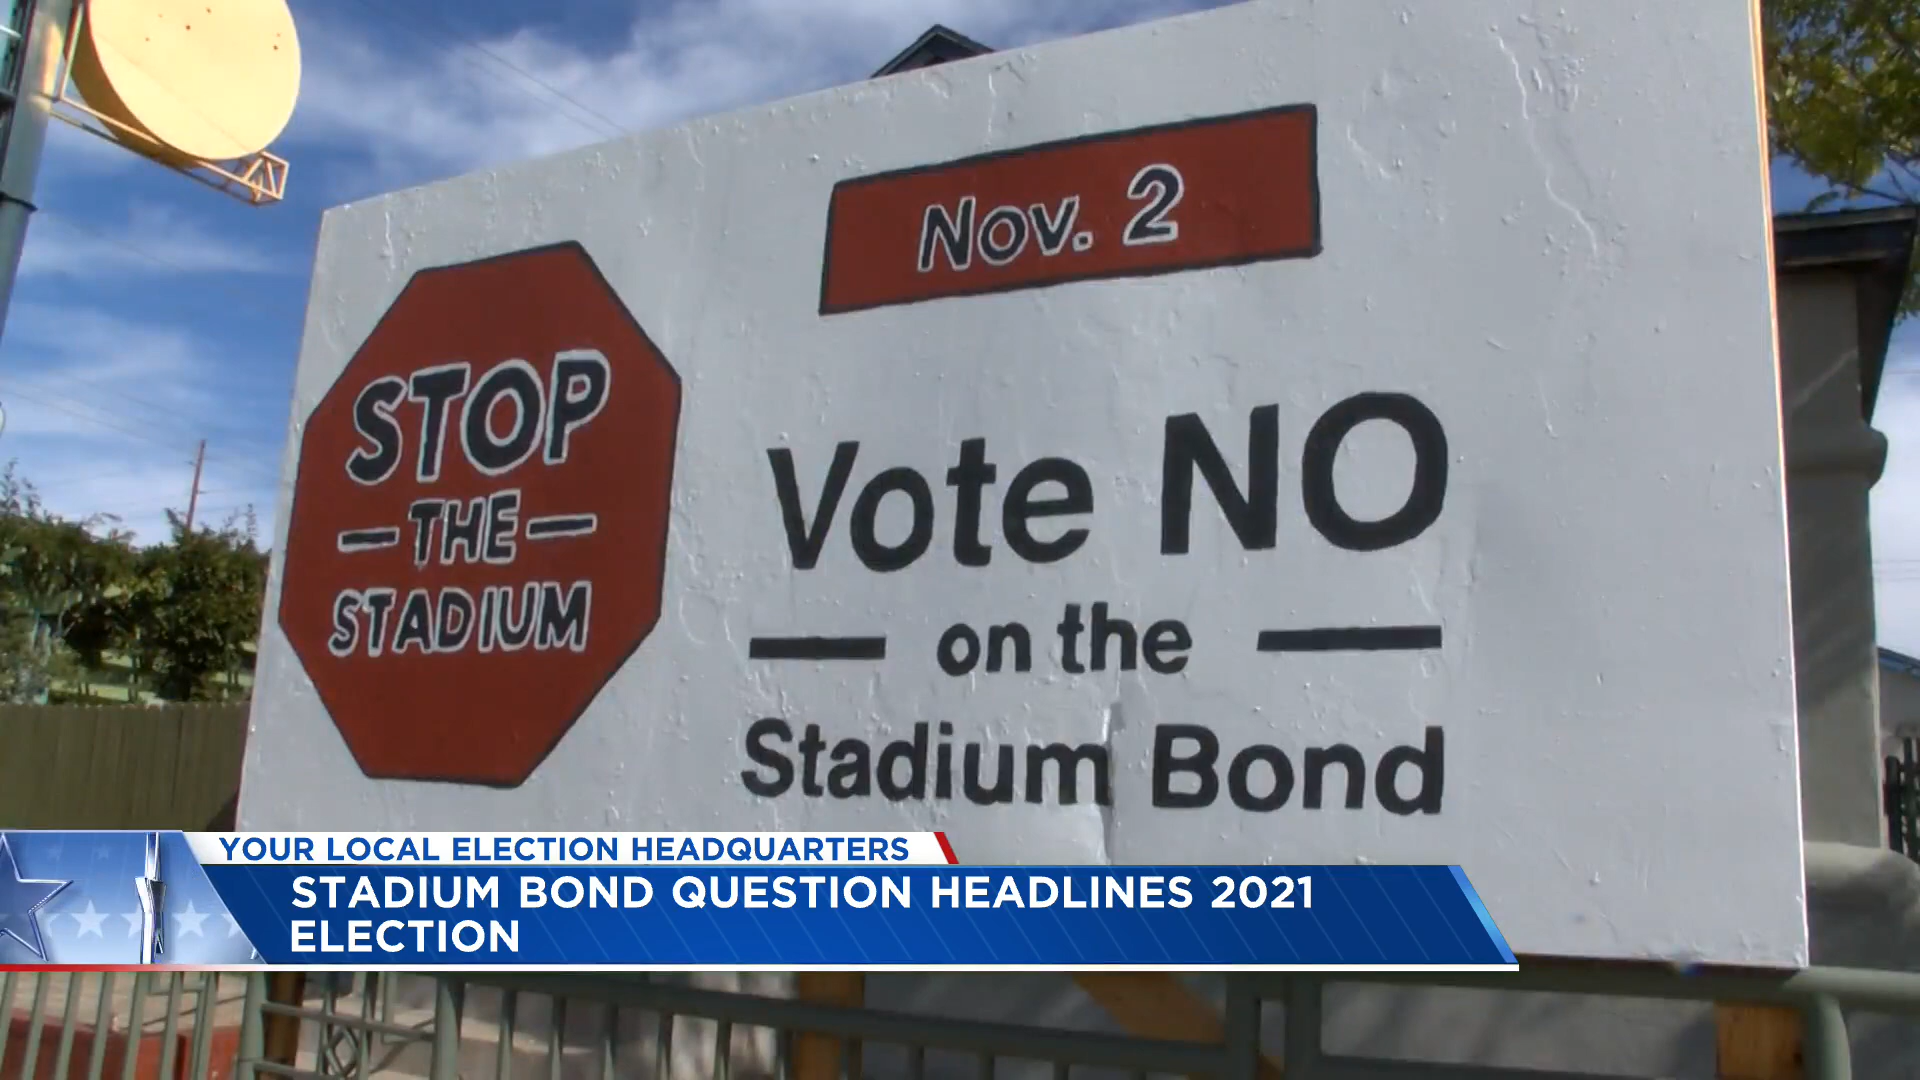 Nov. 2
STOP
THE
STADIUM
Vote NO
on the
Stadium Bond
YOUR LOCAL ELECTION HEADQUARTERS
STADIUM BOND QUESTION HEADLINES 2021
ELECTION